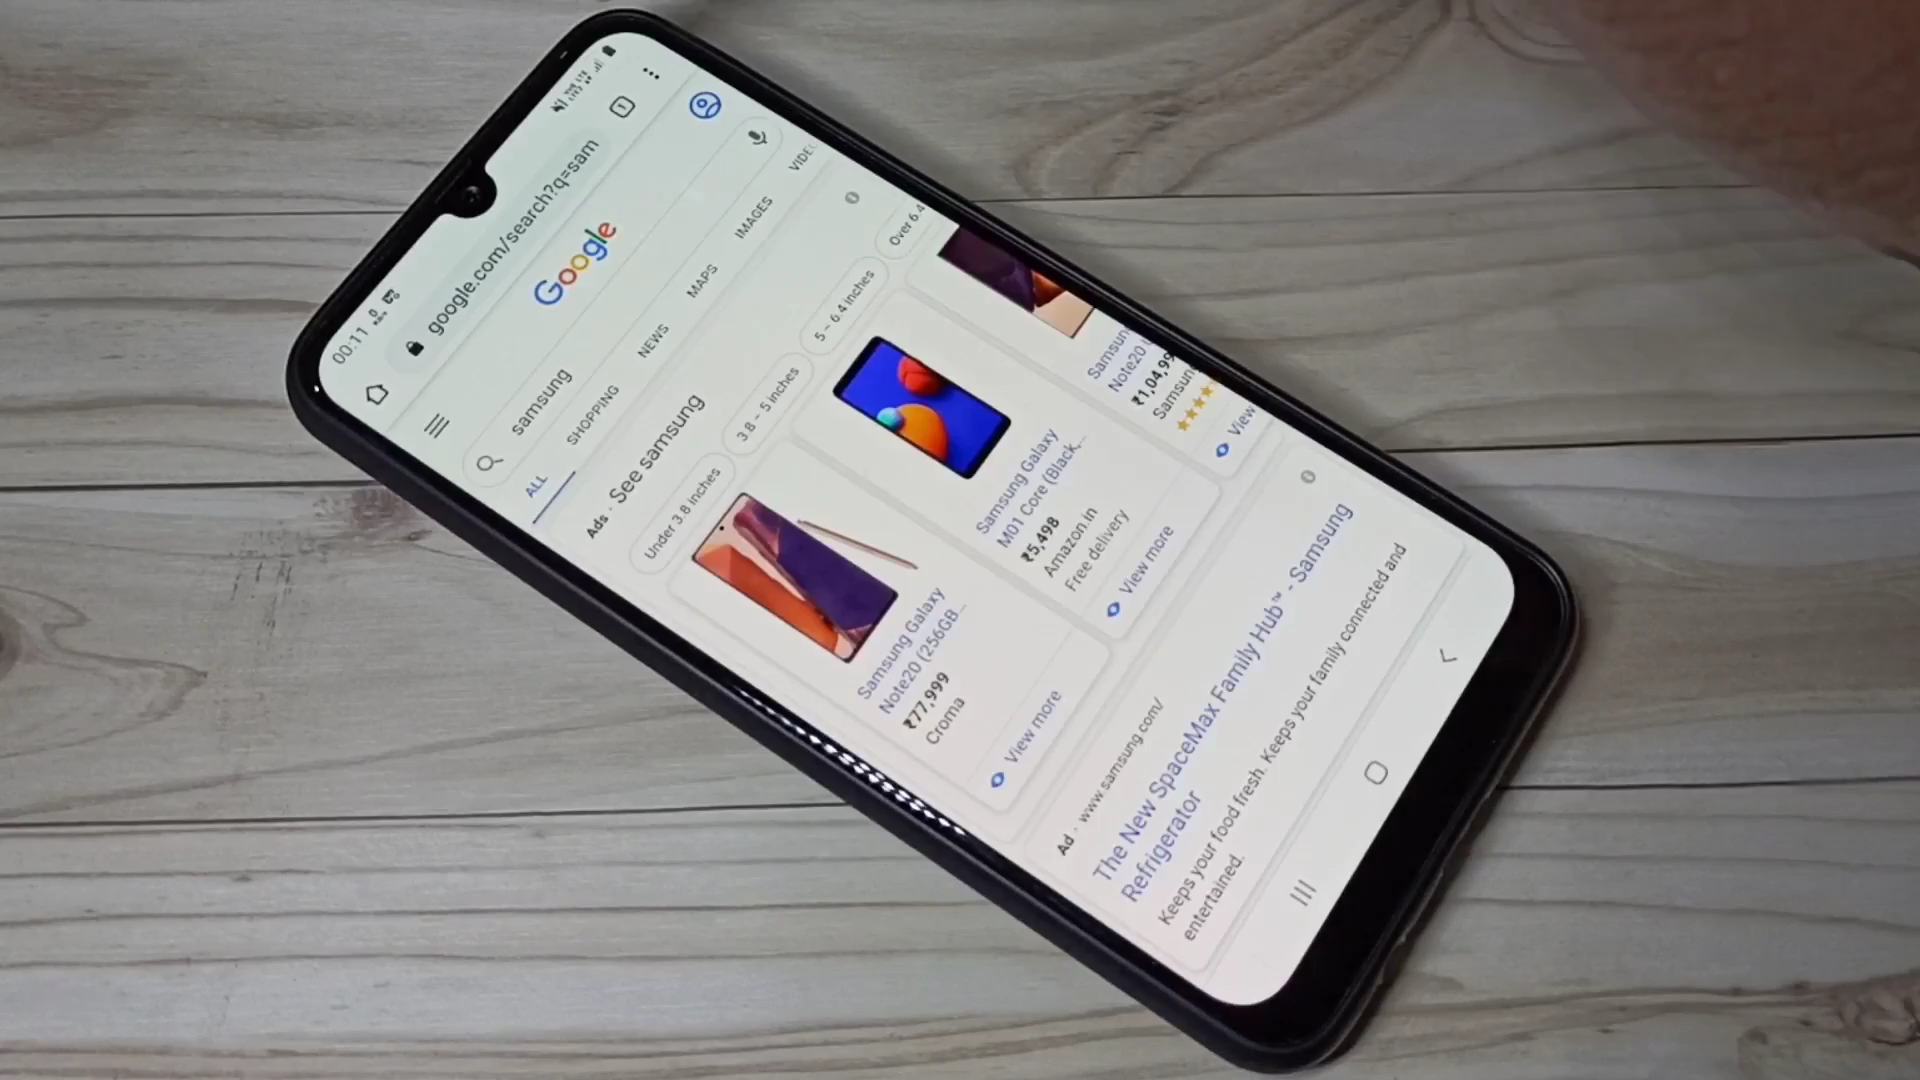 00:11
google.com/search?q=sam
1
Google
samsung
ALL SHOPPING NEWS MAPS IMAGES VIDE
Ads · See samsung
Under 3.8 inches
3.8 – 5 inches
5 – 6.4 inches
Over 6.4
Samsung Galaxy
Note20 (256GB...
₹77,999
Croma
View more
Samsung Galaxy
M01 Core (Black,...
₹5,498
Amazon.in
Free delivery
View more
Samsun
Note20 U
₹1,04,99
Samsung
View
Ad · www.samsung.com/
The New SpaceMax Family Hub™ - Samsung
Refrigerator
Keeps your food fresh. Keeps your family connected and
entertained.